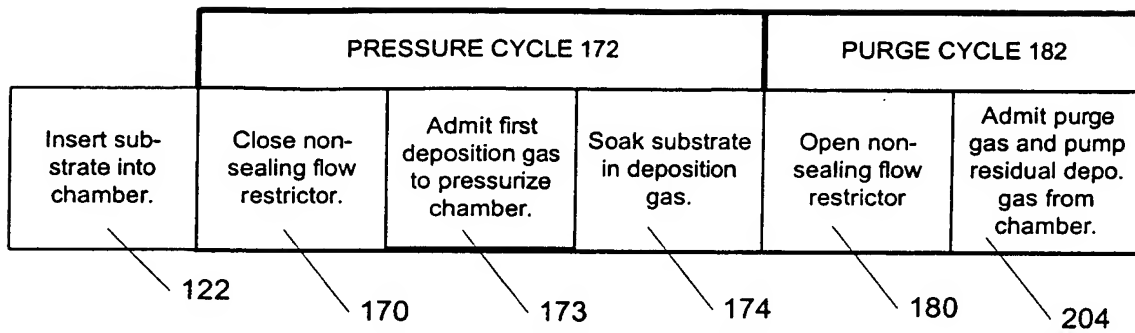 PRESSURE CYCLE 172
PURGE CYCLE 182
Insert sub-
strate into
chamber.
Close non-
sealing flow
restrictor.
Admit first
deposition gas
to pressurize
chamber.
Soak substrate
in deposition
gas.
Open non-
sealing flow
restrictor
Admit purge
gas and pump
residual depo.
gas from
chamber.
122
170
173
174
180
204